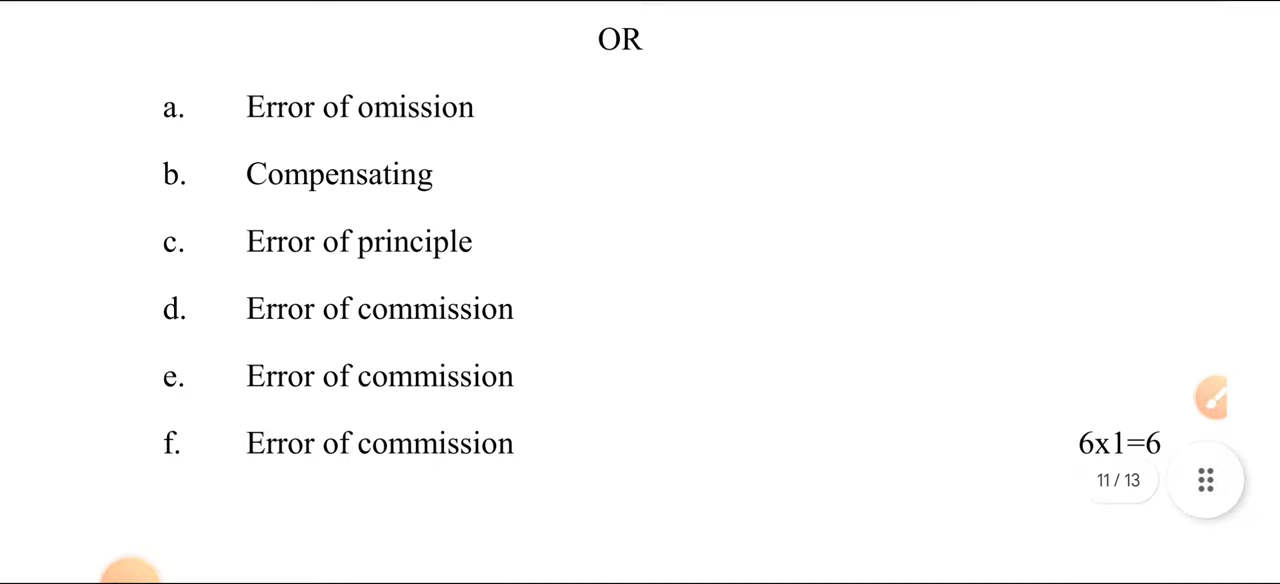 OR
a. Error of omission
b. Compensating
c. Error of principle
d. Error of commission
e. Error of commission
f. Error of commission 6x1=6
11 / 13